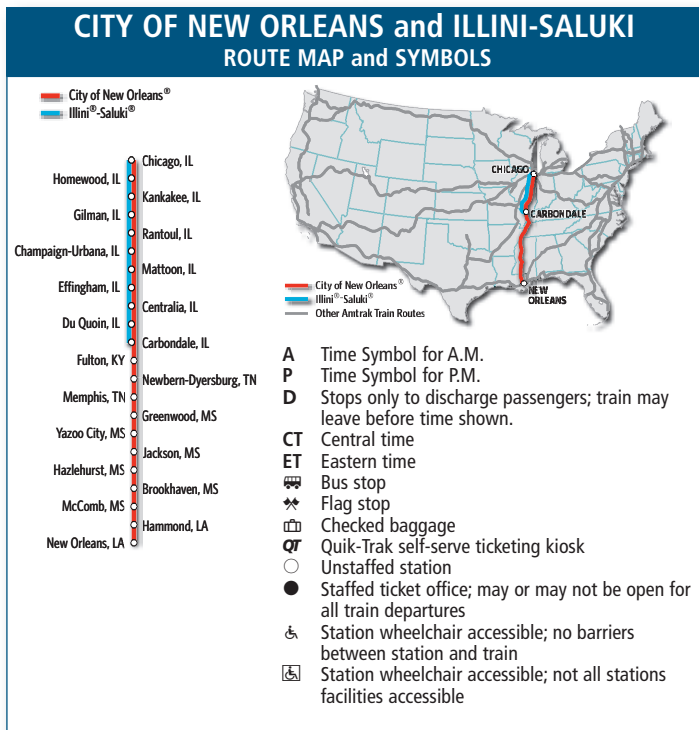 CITY OF NEW ORLEANS and ILLINI-SALUKI
ROUTE MAP and SYMBOLS
City of New Orleans®
Illini®-Saluki®
Chicago, IL
Homewood, IL
Kankakee, IL
Gilman, IL
Rantoul, IL
Champaign-Urbana, IL
Mattoon, IL
Effingham, IL
Centralia, IL
Du Quoin, IL
Carbondale, IL
Fulton, KY
Newbern-Dyersburg, TN
Memphis, TN
Greenwood, MS
Yazoo City, MS
Jackson, MS
Hazlehurst, MS
Brookhaven, MS
McComb, MS
Hammond, LA
New Orleans, LA
CHICAGO
CARBONDALE
NEW
ORLEANS
City of New Orleans®
Illini®-Saluki®
Other Amtrak Train Routes
A Time Symbol for A.M.
P Time Symbol for P.M.
D Stops only to discharge passengers; train may
leave before time shown.
CT Central time
ET Eastern time
Bus stop
Flag stop
Checked baggage
QT Quik-Trak self-serve ticketing kiosk
Unstaffed station
Staffed ticket office; may or may not be open for
all train departures
Station wheelchair accessible; no barriers
between station and train
Station wheelchair accessible; not all stations
facilities accessible